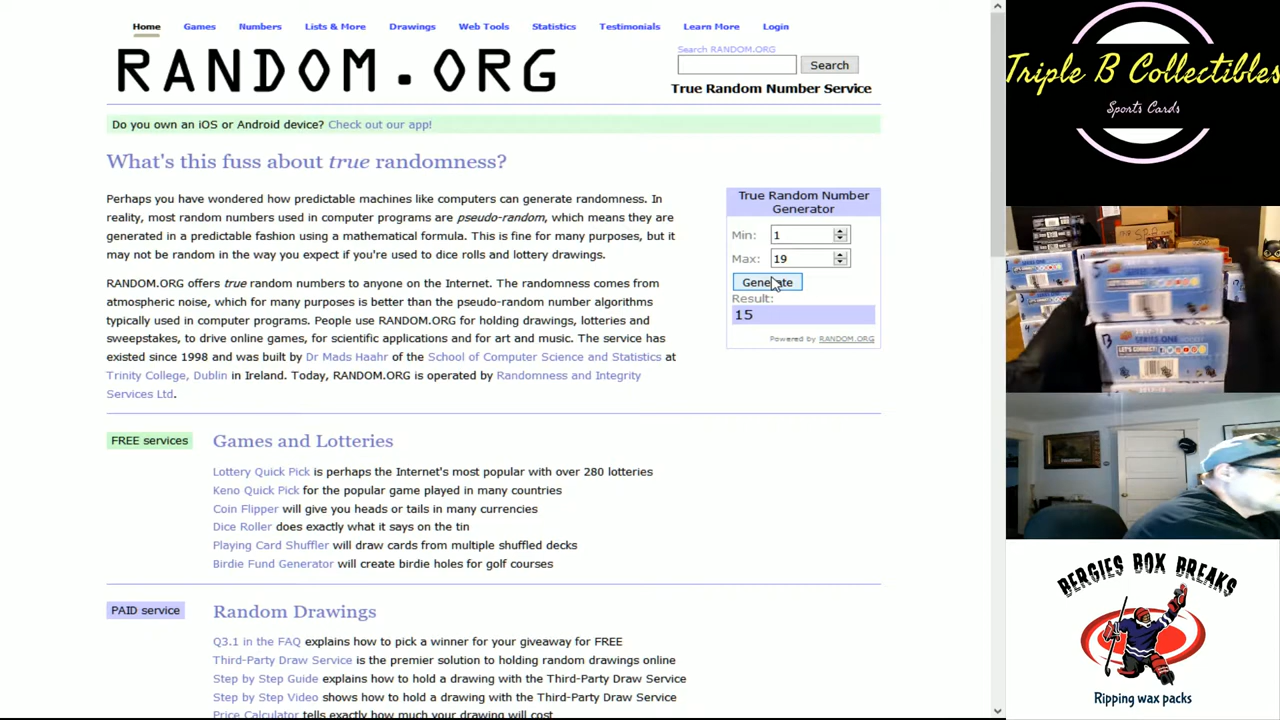 Home Games Numbers Lists & More Drawings Web Tools Statistics Testimonials Learn More Login
RANDOM.ORG
Search RANDOM.ORG
Search
True Random Number Service
Do you own an iOS or Android device? Check out our app!
What's this fuss about true randomness?
Perhaps you have wondered how predictable machines like computers can generate randomness. In
reality, most random numbers used in computer programs are pseudo-random, which means they are
generated in a predictable fashion using a mathematical formula. This is fine for many purposes, but it
may not be random in the way you expect if you're used to dice rolls and lottery drawings.
RANDOM.ORG offers true random numbers to anyone on the Internet. The randomness comes from
atmospheric noise, which for many purposes is better than the pseudo-random number algorithms
typically used in computer programs. People use RANDOM.ORG for holding drawings, lotteries and
sweepstakes, to drive online games, for scientific applications and for art and music. The service has
existed since 1998 and was built by Dr Mads Haahr of the School of Computer Science and Statistics at
Trinity College, Dublin in Ireland. Today, RANDOM.ORG is operated by Randomness and Integrity
Services Ltd.
True Random Number
Generator
Min: 1
Max: 19
Generate
Result:
15
Powered by RANDOM.ORG
FREE services
Games and Lotteries
Lottery Quick Pick is perhaps the Internet's most popular with over 280 lotteries
Keno Quick Pick for the popular game played in many countries
Coin Flipper will give you heads or tails in many currencies
Dice Roller does exactly what it says on the tin
Playing Card Shuffler will draw cards from multiple shuffled decks
Birdie Fund Generator will create birdie holes for golf courses
PAID service
Random Drawings
Q3.1 in the FAQ explains how to pick a winner for your giveaway for FREE
Third-Party Draw Service is the premier solution to holding random drawings online
Step by Step Guide explains how to hold a drawing with the Third-Party Draw Service
Step by Step Video shows how to hold a drawing with the Third-Party Draw Service
Price Calculator tells exactly how much your drawing will cost
Triple B Collectibles
Sports Cards
SERIES ONE
LET'S CONNECT!
BERGIES BOX BREAKS
Ripping wax packs